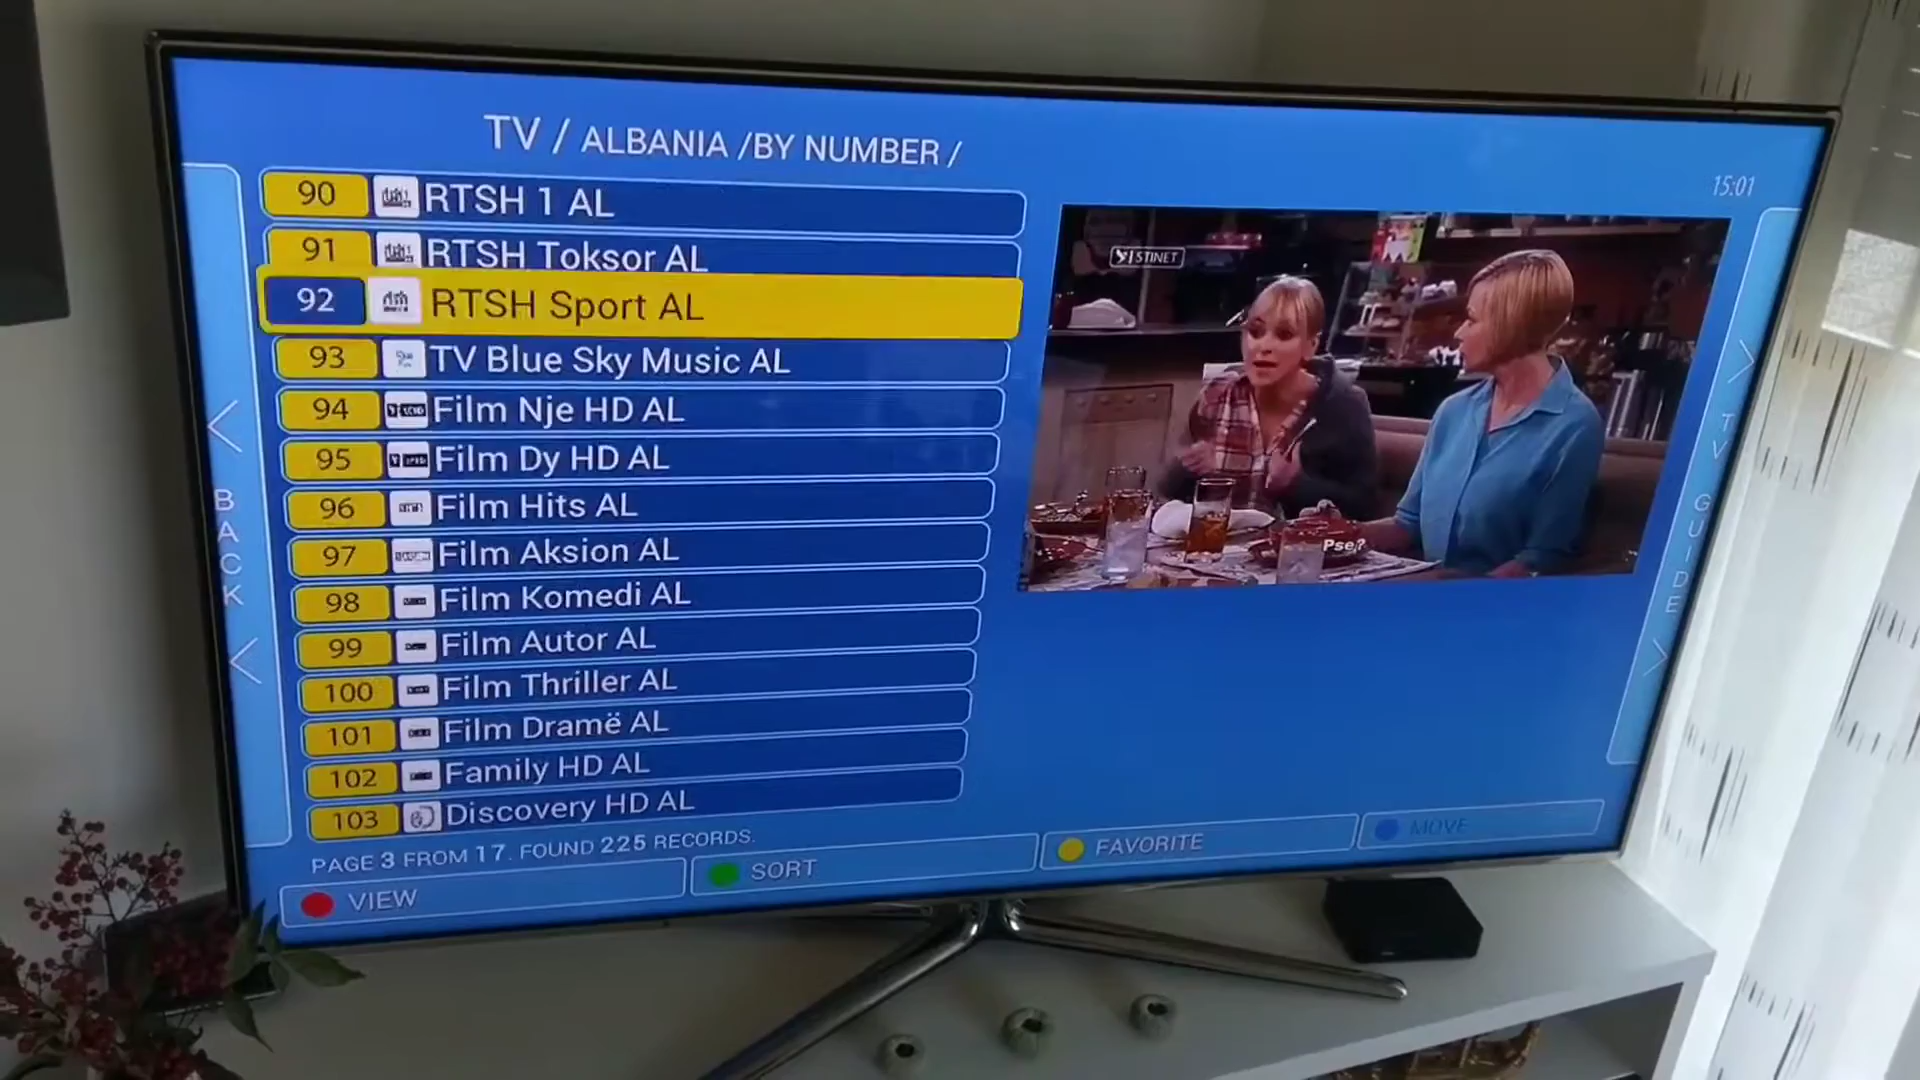 TV / ALBANIA /BY NUMBER /
15:01
90 RTSH 1 AL
91 RTSH Toksor AL
92 RTSH Sport AL
93 TV Blue Sky Music AL
94 Film Nje HD AL
95 Film Dy HD AL
96 Film Hits AL
97 Film Aksion AL
98 Film Komedi AL
99 Film Autor AL
100 Film Thriller AL
101 Film Dramë AL
102 Family HD AL
103 Discovery HD AL
PAGE 3 FROM 17. FOUND 225 RECORDS.
VIEW
SORT
FAVORITE
MOVE
BACK
TV GUIDE
STINET
Pse?